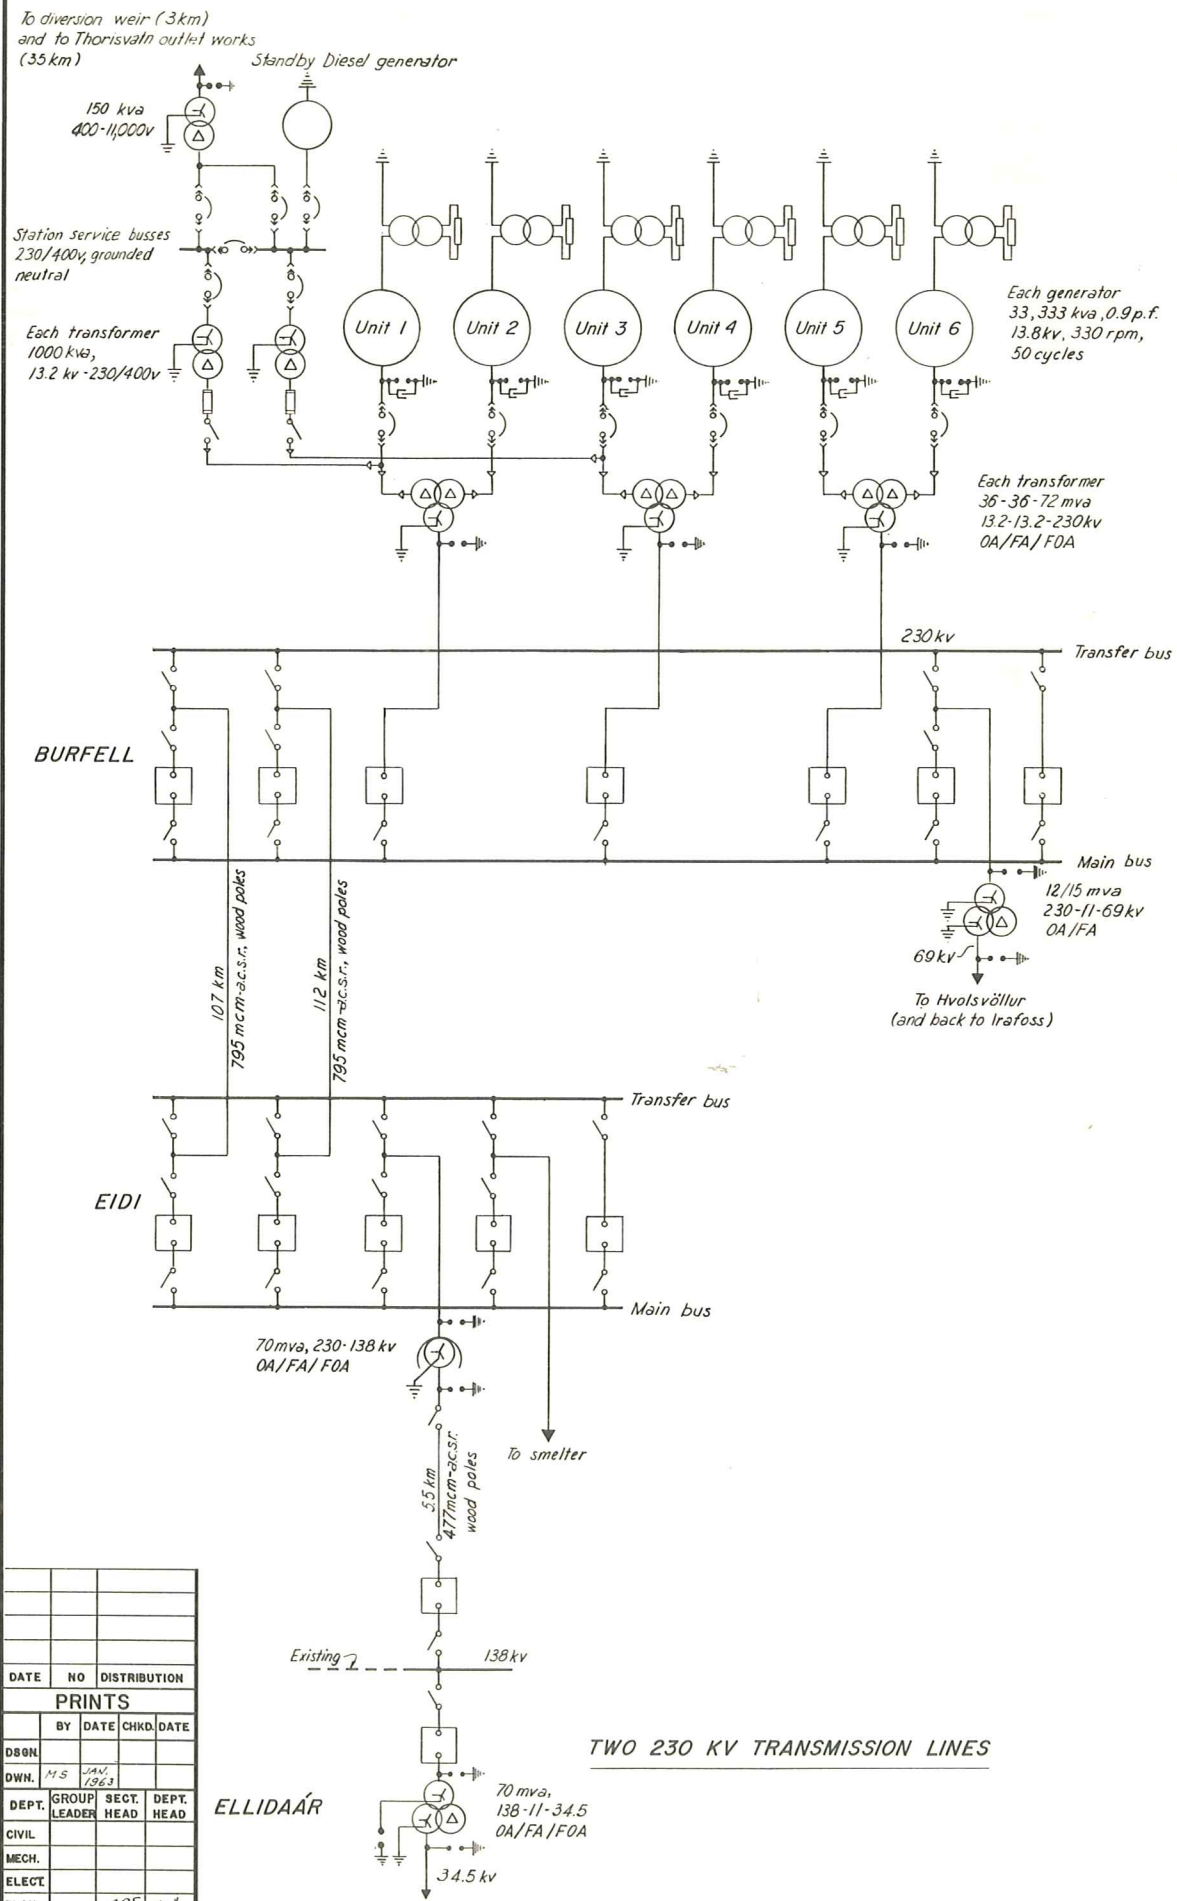 To diversion weir (3km)
and to Thorisvatn outlet works
(35km)
Standby Diesel generator
150 kva
400-11,000v
Station service busses
230/400v, grounded
neutral
Each transformer
1000 kva,
13.2 kv-230/400v
Unit 1
Unit 2
Unit 3
Unit 4
Unit 5
Unit 6
Each generator
33,333 kva, 0.9 p.f.
13.8kv, 330 rpm,
50 cycles
Each transformer
36-36-72 mva
13.2-13.2-230kv
OA/FA/FOA
230kv
Transfer bus
BURFELL
Main bus
12/15 mva
230-11-69kv
OA/FA
69kv
To Hvolsvöllur
(and back to Irafoss)
107 km
795 mcm-a.c.s.r., wood poles
112 km
795 mcm-a.c.s.r., wood poles
Transfer bus
EIDI
Main bus
70mva, 230-138kv
OA/FA/FOA
To smelter
5.5 km
477mcm-a.c.s.r.
wood poles
Existing
138kv
TWO 230 KV TRANSMISSION LINES
ELLIDAÁR
70 mva,
138-11-34.5
OA/FA/FOA
34.5 kv
DATE NO DISTRIBUTION
PRINTS
BY DATE CHKD. DATE
DSGN.
DWN. MS JAN. 1963
DEPT. GROUP LEADER SECT. HEAD DEPT. HEAD
CIVIL
MECH.
ELECT.